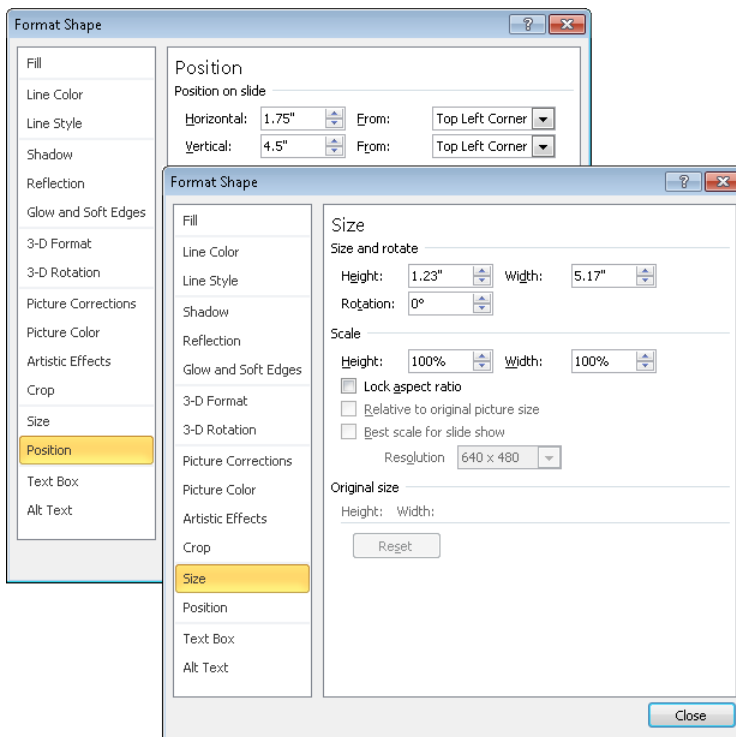 Format Shape
Fill
Line Color
Line Style
Shadow
Reflection
Glow and Soft Edges
3-D Format
3-D Rotation
Picture Corrections
Picture Color
Artistic Effects
Crop
Size
Position
Text Box
Alt Text
Position
Position on slide
Horizontal: 1.75" From: Top Left Corner
Vertical: 4.5" From: Top Left Corner
Format Shape
Fill
Line Color
Line Style
Shadow
Reflection
Glow and Soft Edges
3-D Format
3-D Rotation
Picture Corrections
Picture Color
Artistic Effects
Crop
Size
Position
Text Box
Alt Text
Size
Size and rotate
Height: 1.23" Width: 5.17"
Rotation: 0°
Scale
Height: 100% Width: 100%
Lock aspect ratio
Relative to original picture size
Best scale for slide show
Resolution 640 x 480
Original size
Height: Width:
Reset
Close